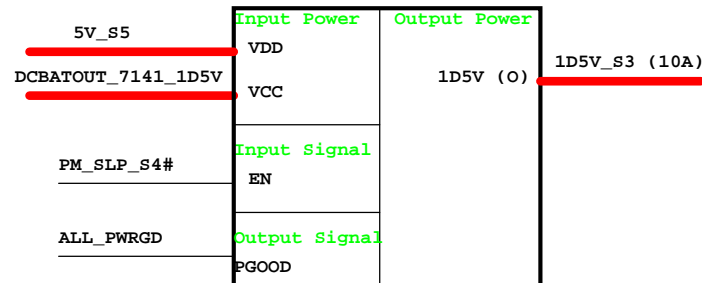 Input Power
Output Power
5V_S5
VDD
1D5V_S3 (10A)
DCBATOUT_7141_1D5V
VCC
1D5V (O)
Input Signal
PM_SLP_S4#
EN
ALL_PWRGD
Output Signal
PGOOD